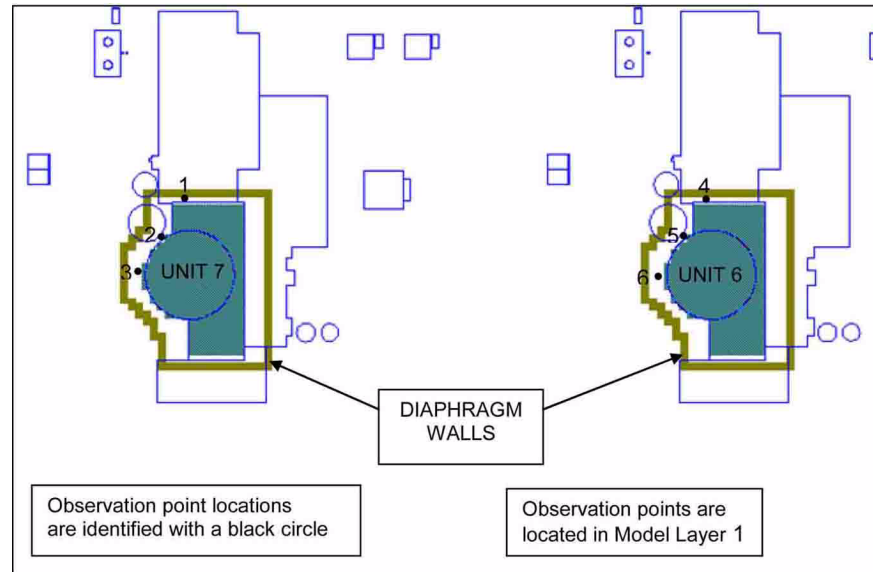 1
4
2
5
3
UNIT 7
6
UNIT 6
DIAPHRAGM
WALLS
Observation point locations
are identified with a black circle
Observation points are
located in Model Layer 1